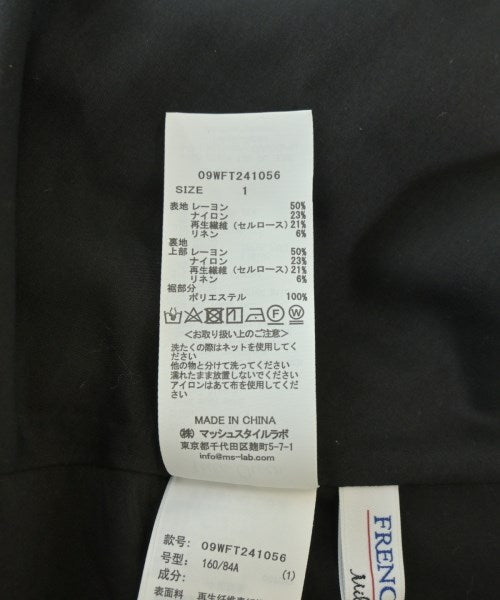 09WFT241056
SIZE 1
表地 レーヨン 50%
ナイロン 23%
再生繊維 (セルロース) 21%
リネン 6%
裏地
上部 レーヨン 50%
ナイロン 23%
再生繊維 (セルロース) 21%
リネン 6%
裾部分
ポリエステル 100%
<お取り扱い上のご注意>
洗たくの際はネットを使用してく
ださい
他の物と分けて洗ってください
濡れたまま放置しないでください
アイロンはあて布を使用してくだ
さい
MADE IN CHINA
㈱ マッシュスタイルラボ
東京都千代田区麹町5-7-1
info@ms-lab.com
款号: 09WFT241056
号型: 160/84A (1)
成分:
表面料
FRENC